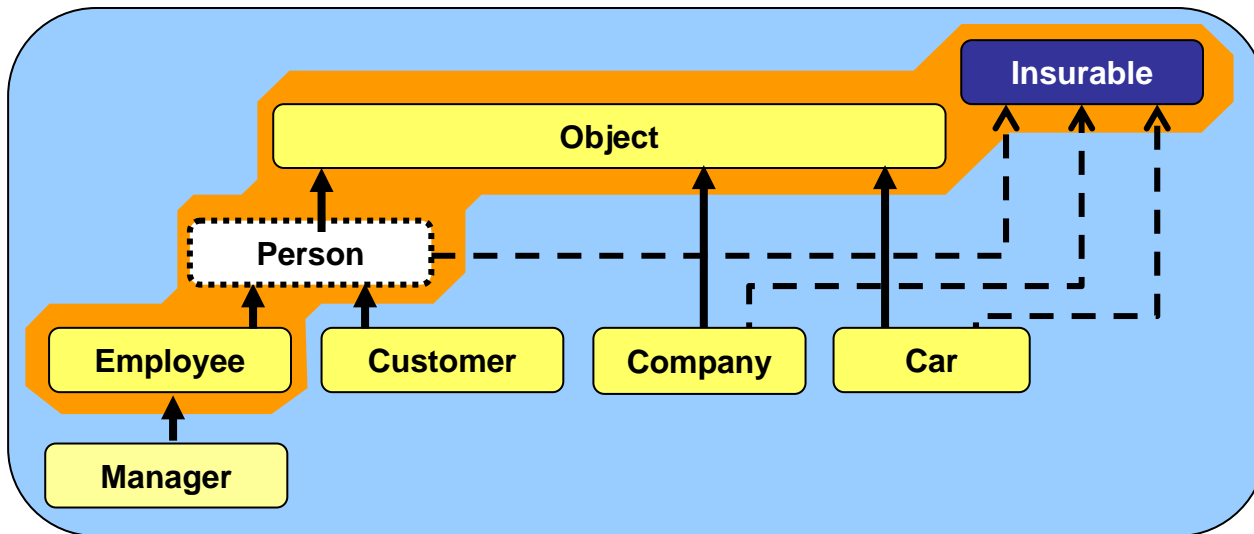 Insurable
Object
Person
Employee
Customer
Company
Car
Manager